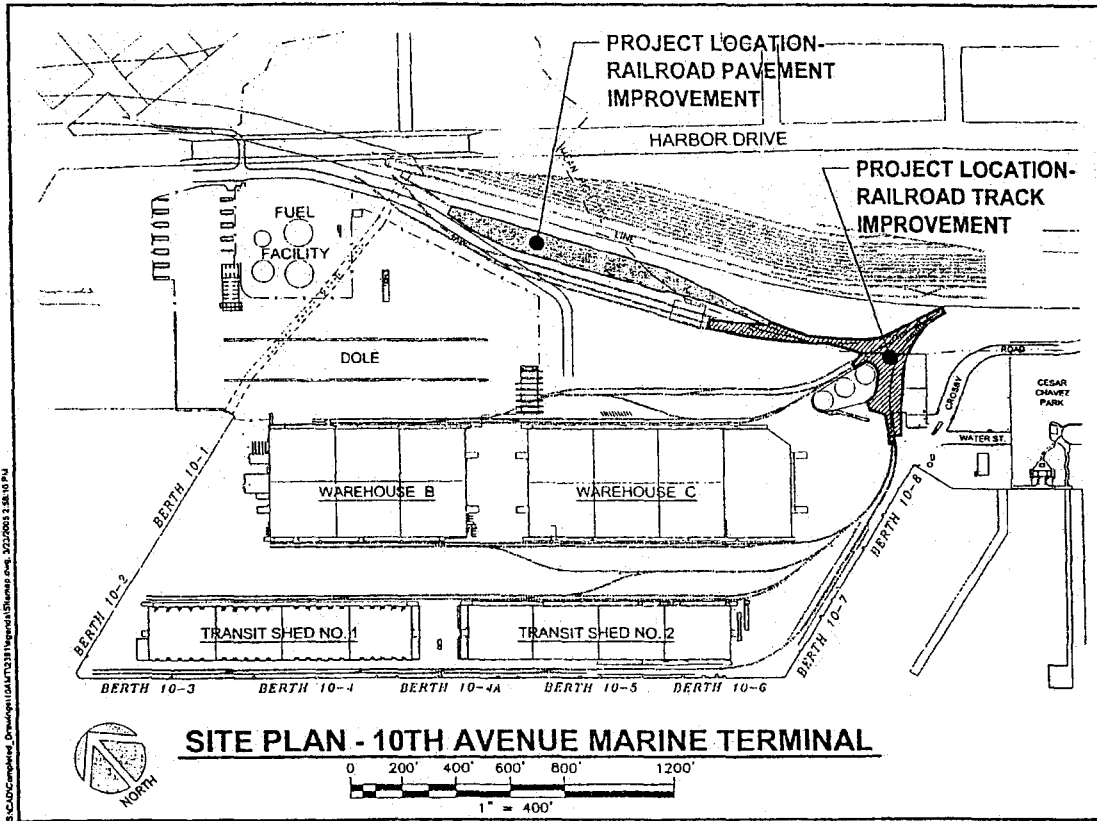 PROJECT LOCATION-
RAILROAD PAVEMENT
IMPROVEMENT
HARBOR DRIVE
PROJECT LOCATION-
RAILROAD TRACK
IMPROVEMENT
FUEL
FACILITY
LINE
DOLE
CROSBY
ROAD
CESAR
CHAVEZ
PARK
WATER ST.
BERTH 10-1
BERTH 10-2
WAREHOUSE B
WAREHOUSE C
BERTH 10-8
BERTH 10-7
TRANSIT SHED NO. 1
TRANSIT SHED NO. 2
BERTH 10-3
BERTH 10-4
BERTH 10-4A
BERTH 10-5
BERTH 10-6
NORTH
SITE PLAN - 10TH AVENUE MARINE TERMINAL
0 200' 400' 600' 800' 1200'
1" = 400'